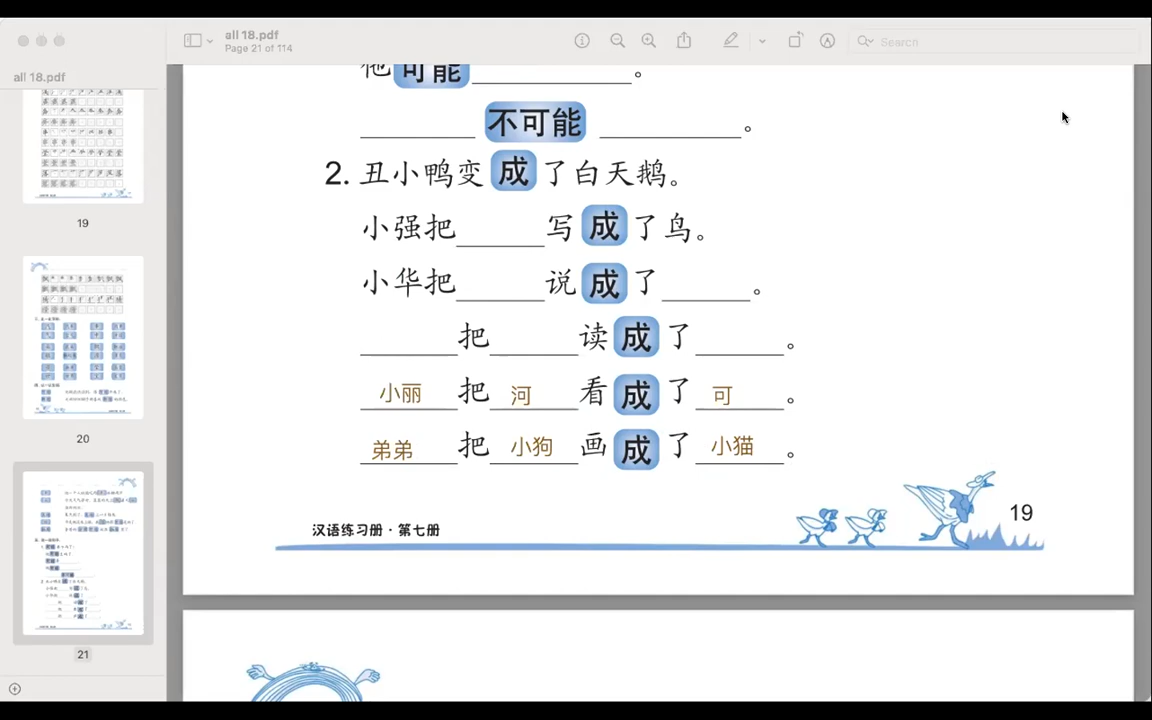 all 18.pdf
Page 21 of 114
Search
all 18.pdf
19
20
21
他可能____________。
________不可能__________。
2. 丑小鸭变成了白天鹅。
小强把______写成了鸟。
小华把______说成了______。
______把______读成了______。
小丽把河看成了可。
弟弟把小狗画成了小猫。
汉语练习册·第七册
19